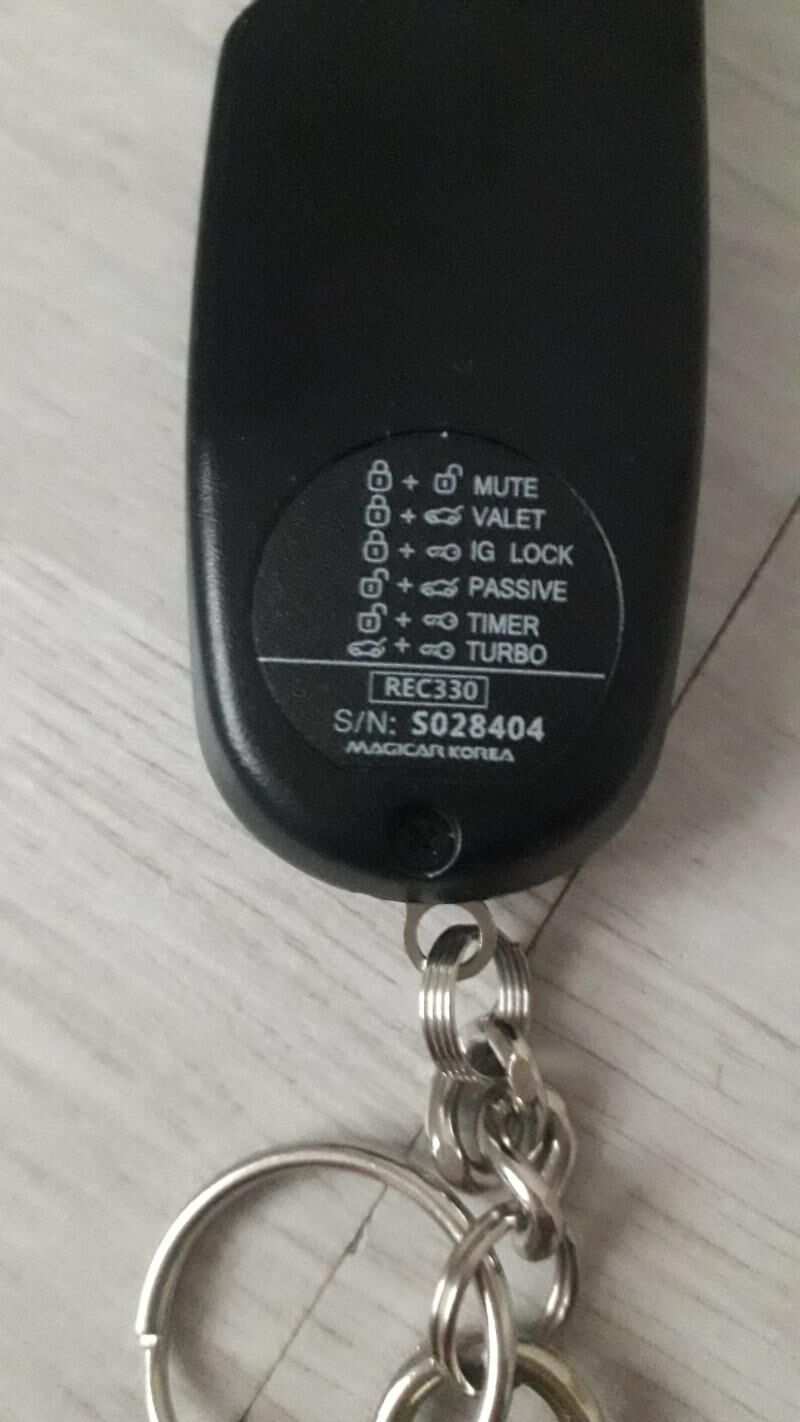 + MUTE
+ VALET
+ IG LOCK
+ PASSIVE
+ TIMER
+ TURBO
REC330
S/N: S028404
MAGICAR KOREA